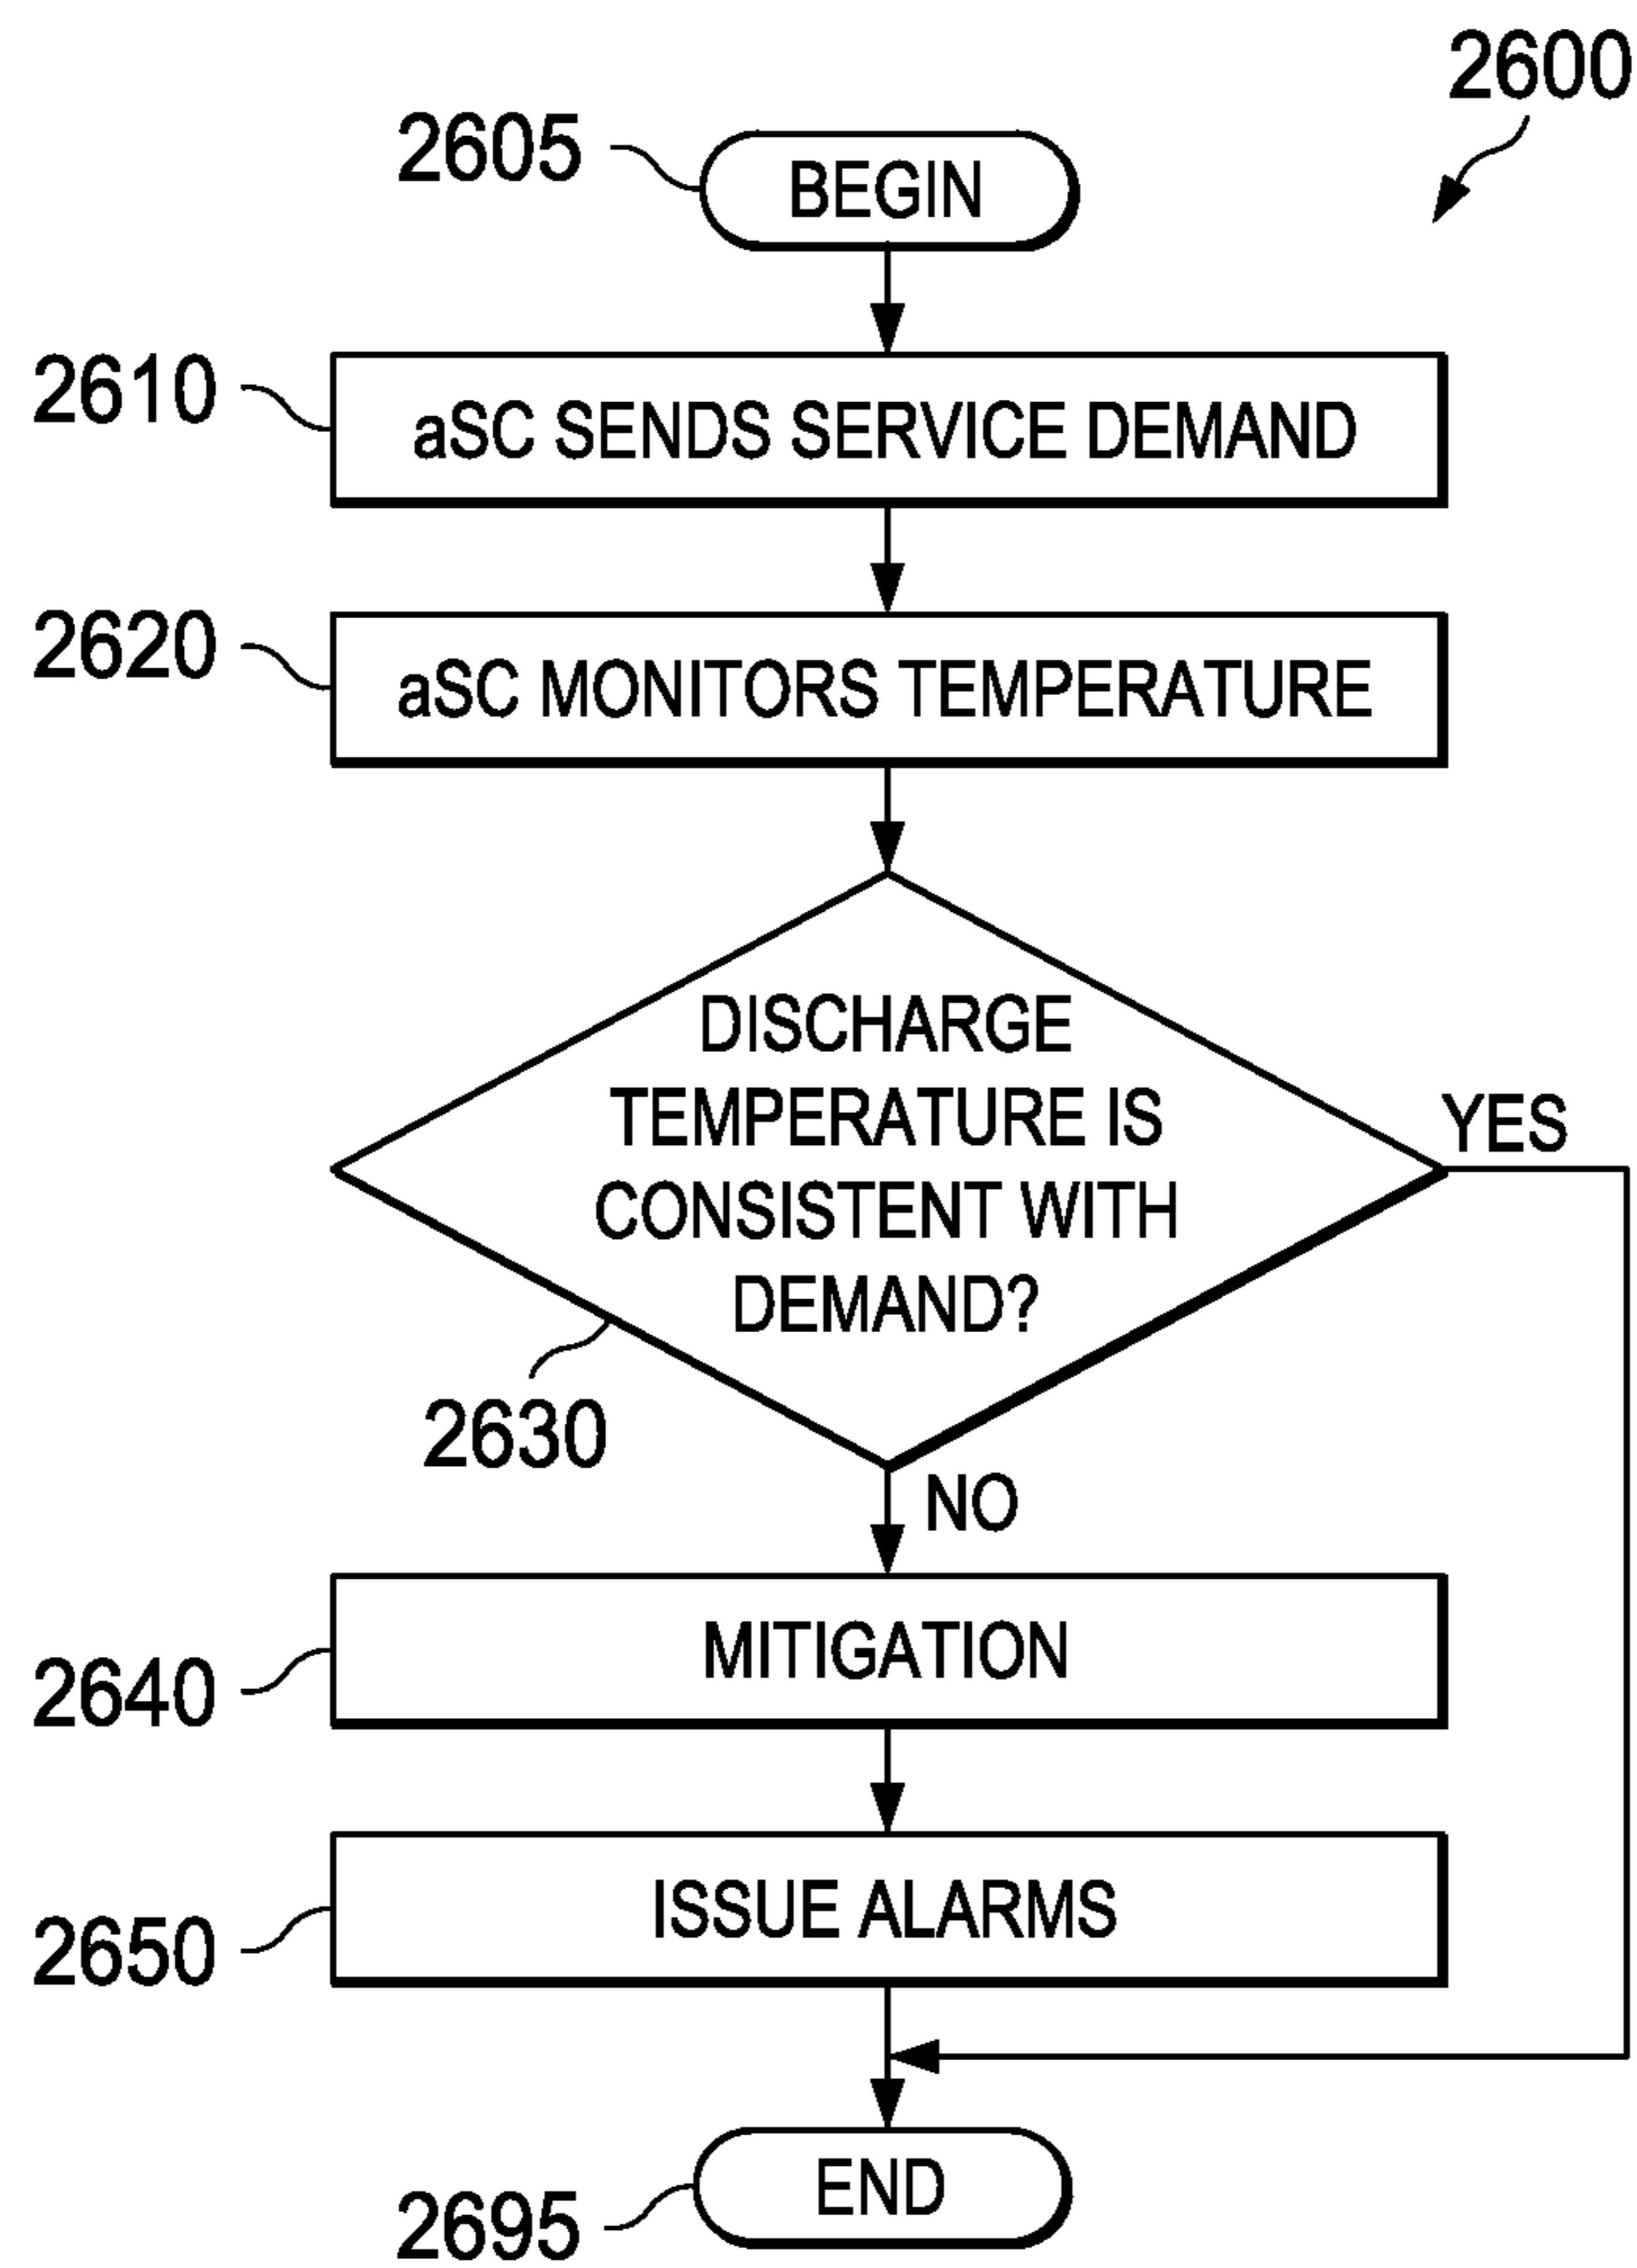 2600
2605
BEGIN
2610
aSC SENDS SERVICE DEMAND
2620
aSC MONITORS TEMPERATURE
DISCHARGE
TEMPERATURE IS
CONSISTENT WITH
DEMAND?
YES
2630
NO
2640
MITIGATION
2650
ISSUE ALARMS
2695
END